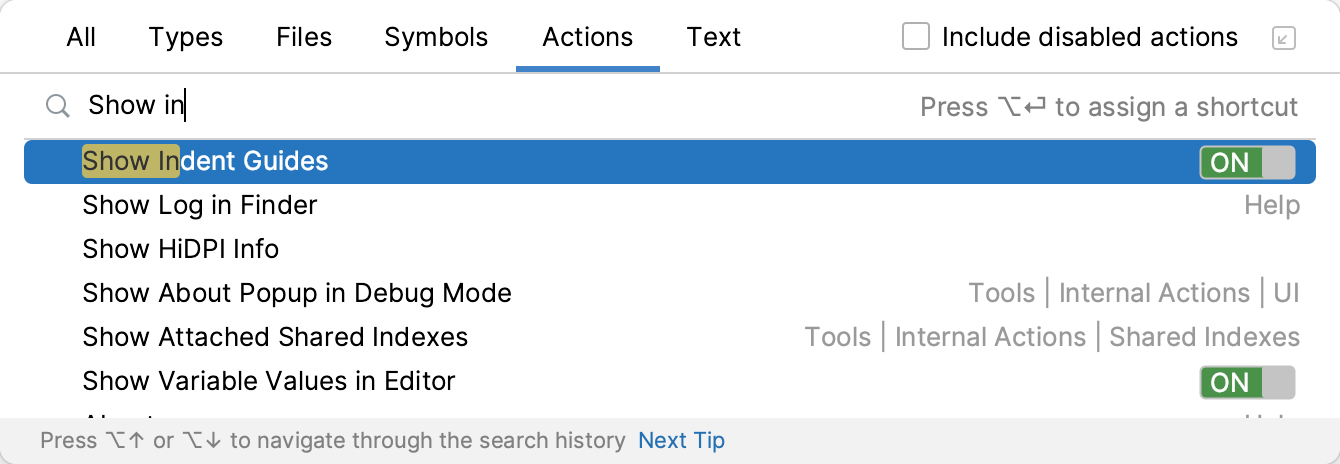 All Types Files Symbols Actions Text Include disabled actions
Show in Press ⌥↩ to assign a shortcut
Show Indent Guides ON
Show Log in Finder Help
Show HiDPI Info
Show About Popup in Debug Mode Tools | Internal Actions | UI
Show Attached Shared Indexes Tools | Internal Actions | Shared Indexes
Show Variable Values in Editor ON
Press ⌥↑ or ⌥↓ to navigate through the search history Next Tip